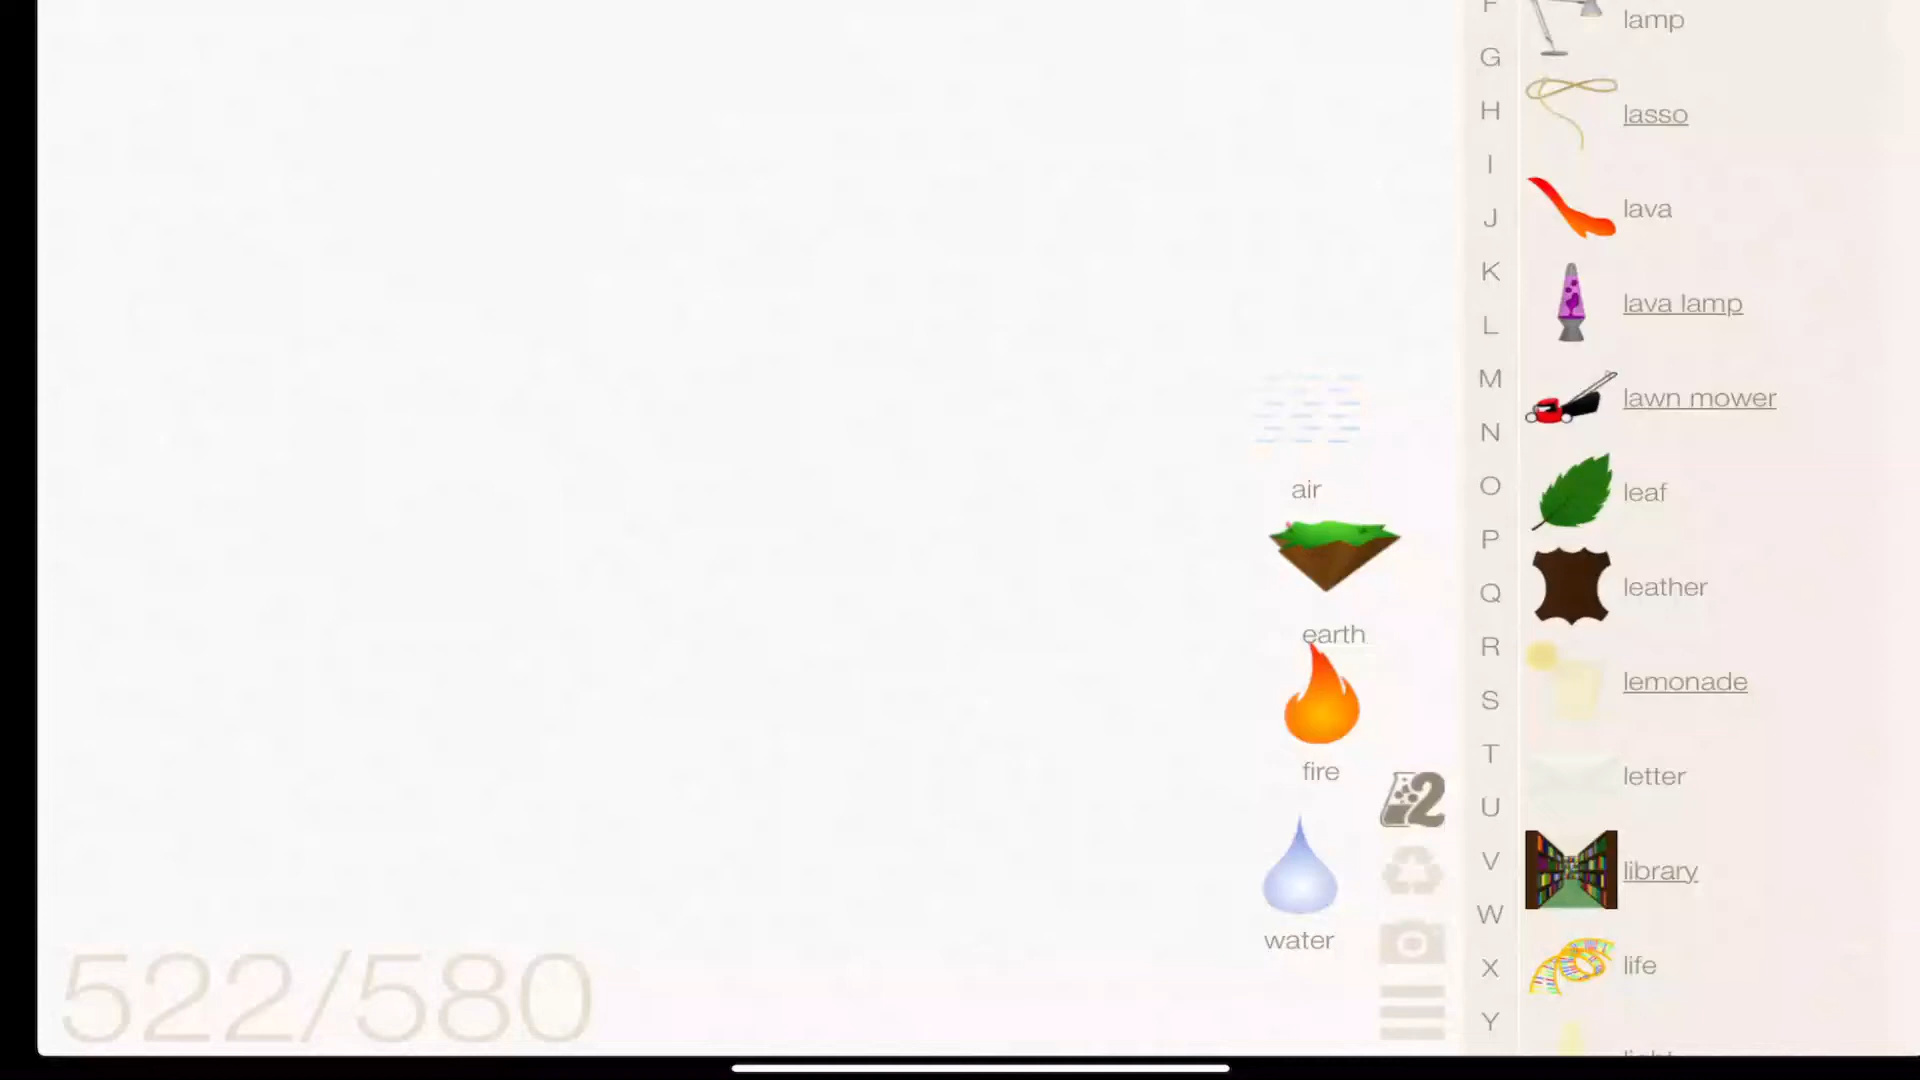 F
G
H
I
J
K
L
M
N
O
P
Q
R
S
T
U
V
W
X
Y
lamp
lasso
lava
lava lamp
lawn mower
leaf
leather
lemonade
letter
library
life
air
earth
fire
water
2
522/580